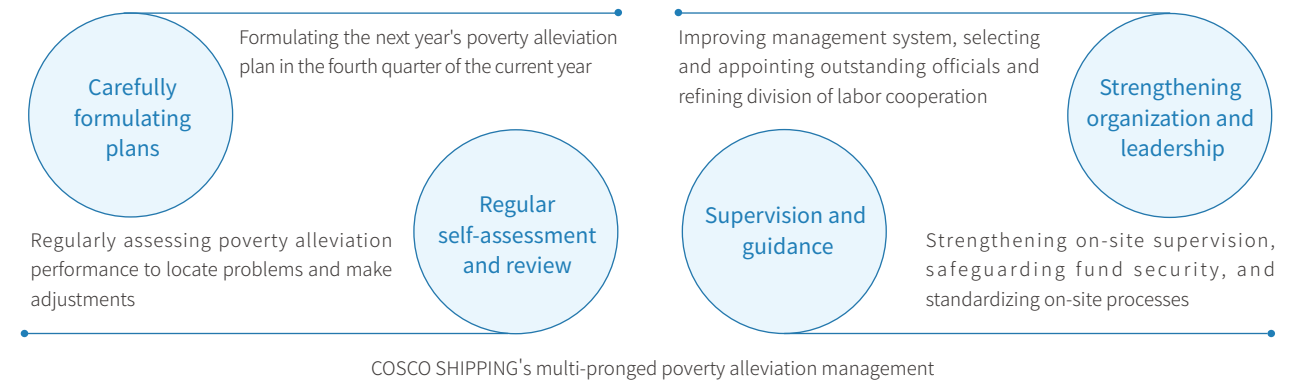 Carefully
formulating
plans
Formulating the next year's poverty alleviation
plan in the fourth quarter of the current year
Regular
self-assessment
and review
Regularly assessing poverty alleviation
performance to locate problems and make
adjustments
Improving management system, selecting
and appointing outstanding officials and
refining division of labor cooperation
Strengthening
organization and
leadership
Supervision and
guidance
Strengthening on-site supervision,
safeguarding fund security, and
standardizing on-site processes
COSCO SHIPPING's multi-pronged poverty alleviation management